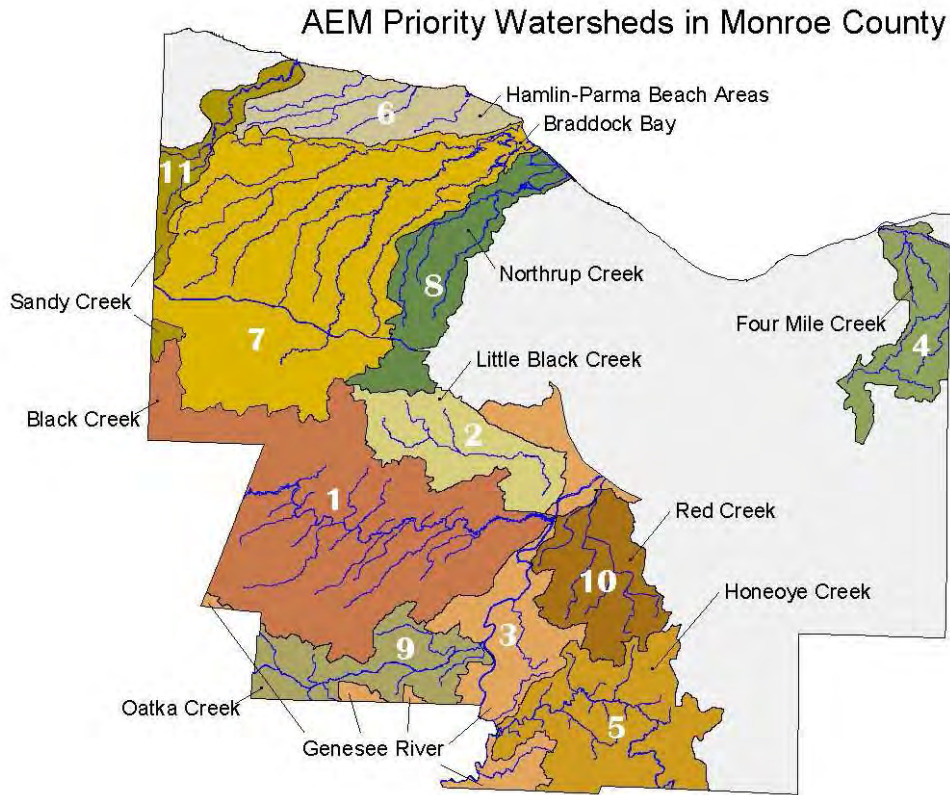 AEM Priority Watersheds in Monroe County
6
Hamlin-Parma Beach Areas
Braddock Bay
11
Northrup Creek
8
Sandy Creek
Four Mile Creek
7
4
Little Black Creek
Black Creek
2
1
Red Creek
10
Honeoye Creek
3
9
Oatka Creek
5
Genesee River